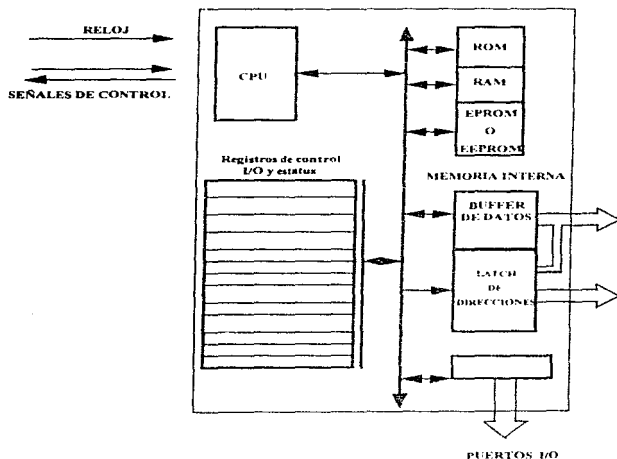 RELOJ
SEÑALES DE CONTROL
CPU
ROM
RAM
EPROM
O
EEPROM
MEMORIA INTERNA
Registros de control
I/O y estatus
BUFFER
DE DATOS
LATCH
DE
DIRECCIONES
PUERTOS I/O